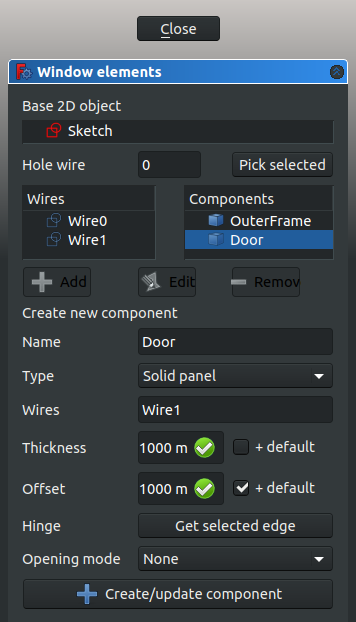 Close
Window elements
Base 2D object
Sketch
Hole wire 0 Pick selected
Wires Components
Wire0 OuterFrame
Wire1 Door
Add Edit Remov
Create new component
Name Door
Type Solid panel
Wires Wire1
Thickness 1000 m + default
Offset 1000 m + default
Hinge Get selected edge
Opening mode None
Create/update component